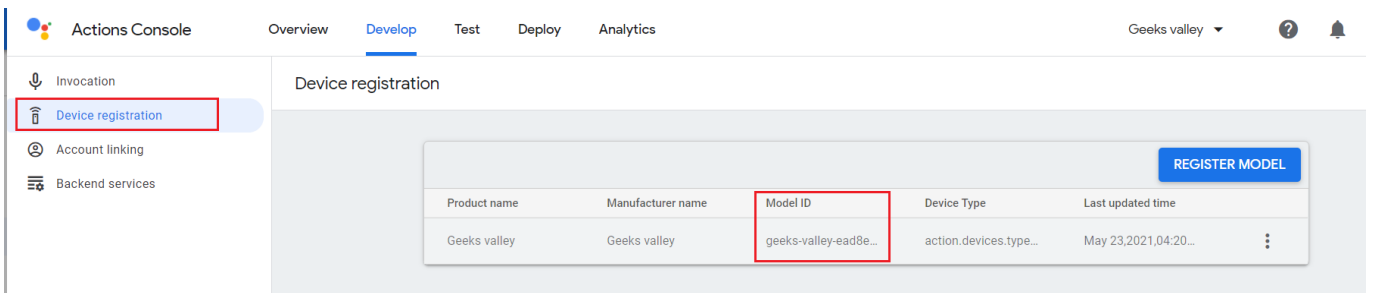 Actions Console
Overview Develop Test Deploy Analytics
Geeks valley
Invocation
Device registration
Account linking
Backend services
Device registration
REGISTER MODEL
Product name Manufacturer name Model ID Device Type Last updated time
Geeks valley Geeks valley geeks-valley-ead8e... action.devices.type... May 23,2021,04:20...